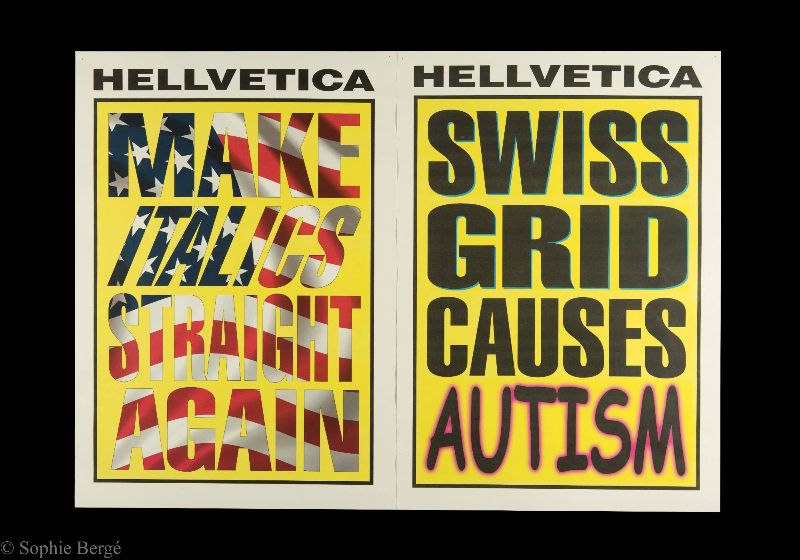 HELLVETICA
MAKE
ITALICS
STRAIGHT
AGAIN
HELLVETICA
SWISS
GRID
CAUSES
AUTISM
© Sophie Bergé